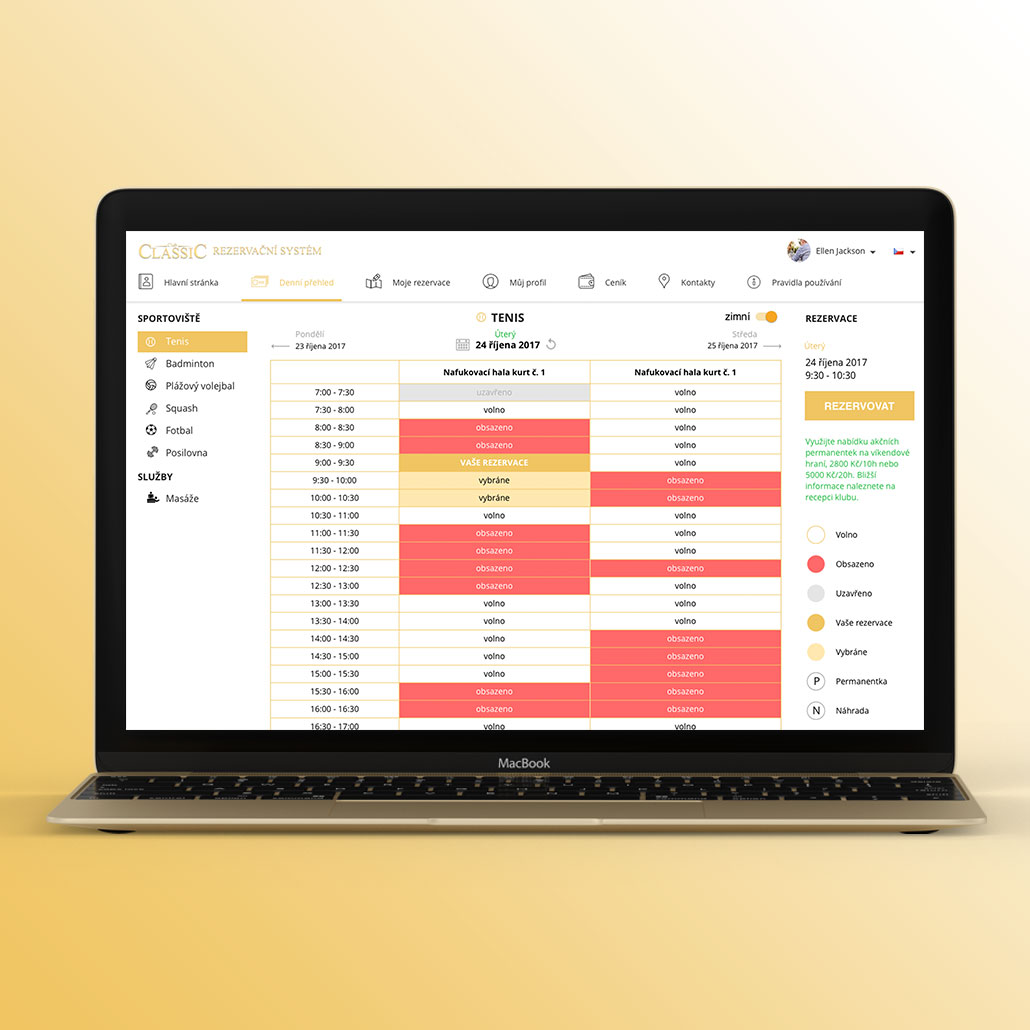 CLASSIC REZERVAČNÍ SYSTÉM
Ellen Jackson
Hlavní stránka
Denní přehled
Moje rezervace
Můj profil
Ceník
Kontakty
Pravidla používání
SPORTOVIŠTĚ
Tenis
Badminton
Plážový volejbal
Squash
Fotbal
Posilovna
SLUŽBY
Masáže
TENIS
zimní
Pondělí
23 října 2017
Úterý
24 října 2017
Středa
25 října 2017
Nafukovací hala kurt č. 1 Nafukovací hala kurt č. 1
7:00 - 7:30 uzavřeno volno
7:30 - 8:00 volno volno
8:00 - 8:30 obsazeno volno
8:30 - 9:00 obsazeno volno
9:00 - 9:30 VAŠE REZERVACE volno
9:30 - 10:00 vybráne obsazeno
10:00 - 10:30 vybráne obsazeno
10:30 - 11:00 volno volno
11:00 - 11:30 obsazeno volno
11:30 - 12:00 obsazeno volno
12:00 - 12:30 obsazeno obsazeno
12:30 - 13:00 obsazeno volno
13:00 - 13:30 volno volno
13:30 - 14:00 volno volno
14:00 - 14:30 volno obsazeno
14:30 - 15:00 volno obsazeno
15:00 - 15:30 volno obsazeno
15:30 - 16:00 obsazeno obsazeno
16:00 - 16:30 obsazeno obsazeno
16:30 - 17:00 volno volno
REZERVACE
Úterý
24 října 2017
9:30 - 10:30
REZERVOVAT
Využijte nabídku akčních
permanentek na víkendové
hraní, 2800 Kč/10h nebo
5000 Kč/20h. Bližší
informace naleznete na
recepci klubu.
Volno
Obsazeno
Uzavřeno
Vaše rezervace
Vybráne
P Permanentka
N Náhrada
MacBook